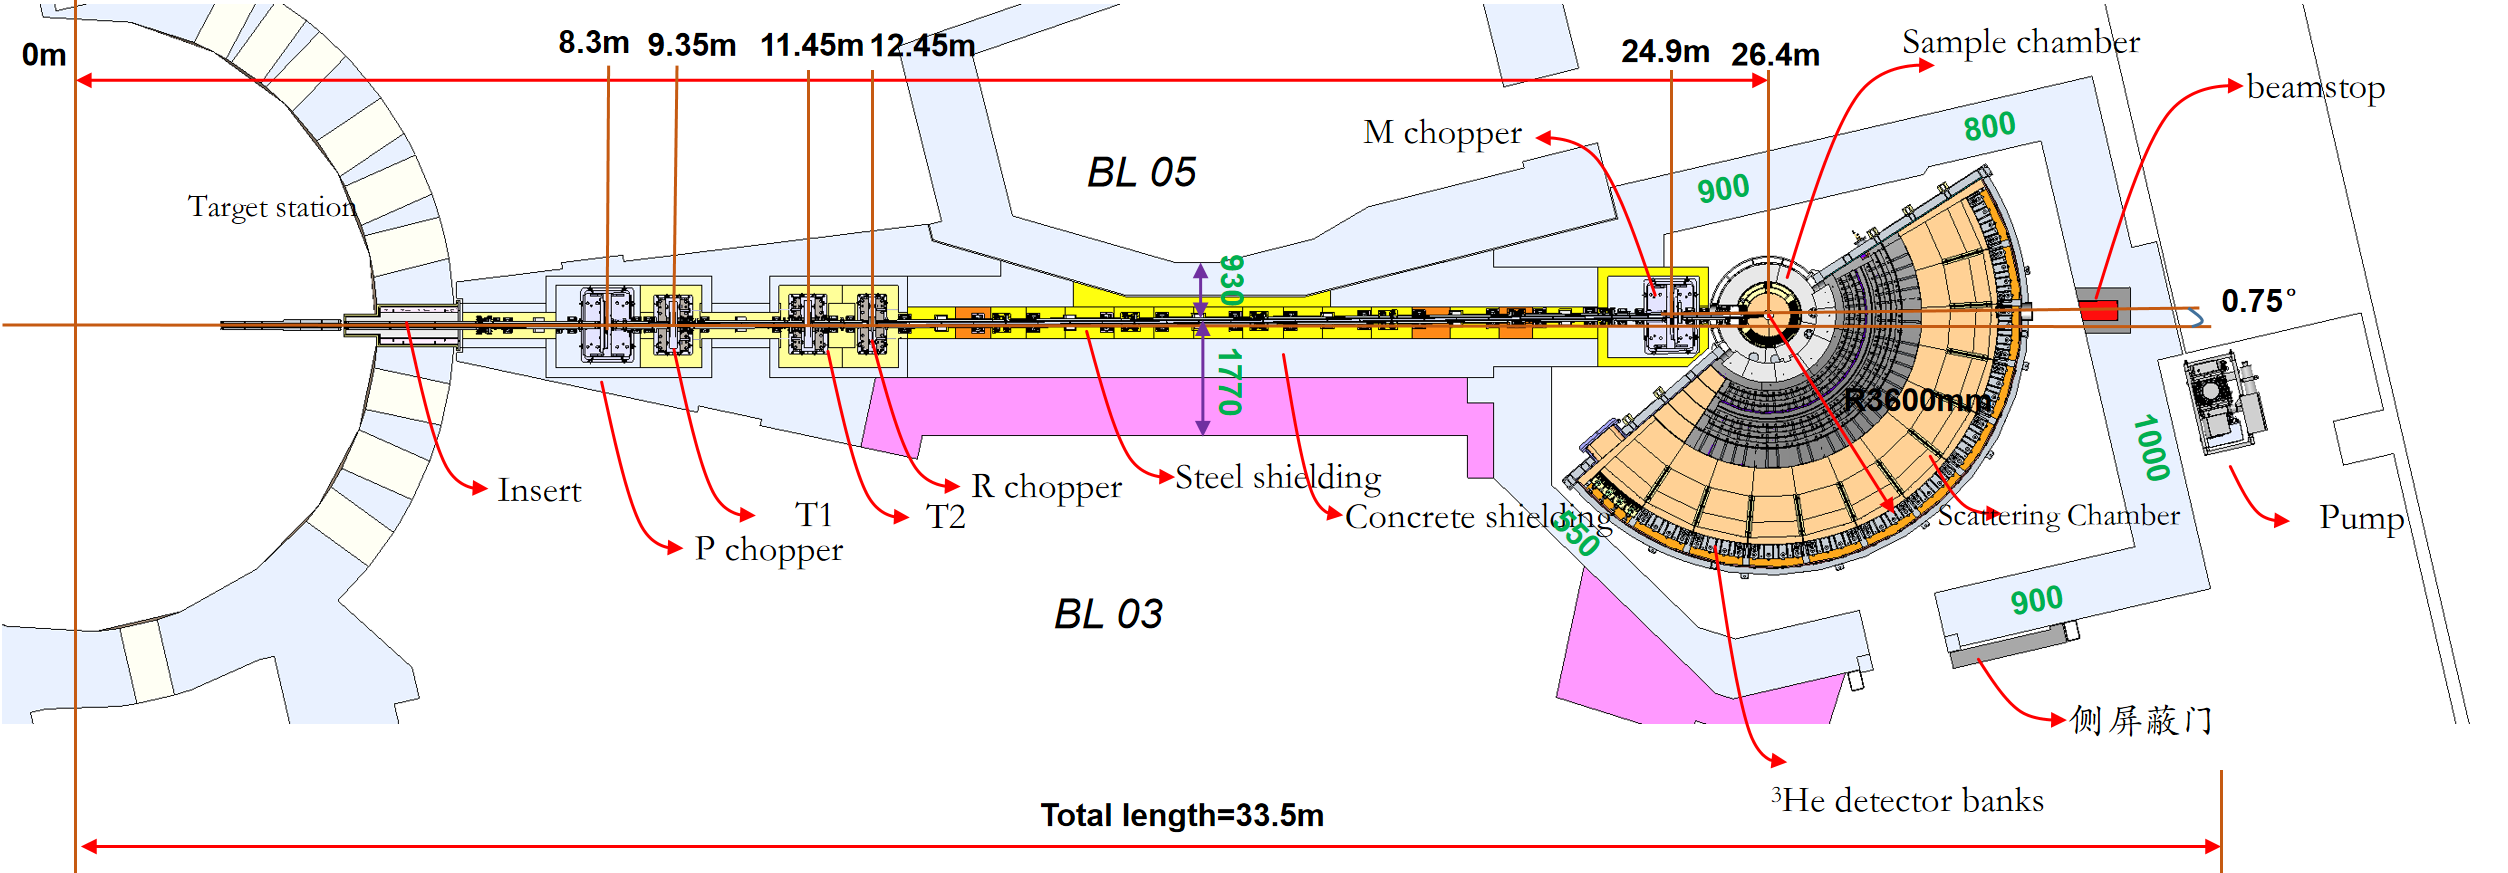 0m
8.3m
9.35m
11.45m
12.45m
24.9m
26.4m
Sample chamber
beamstop
M chopper
800
900
BL 05
Target station
930
0.75°
1770
R3600mm
1000
Insert
R chopper
Steel shielding
T1
T2
Concrete shielding
550
Scattering Chamber
Pump
P chopper
BL 03
900
侧屏蔽门
³He detector banks
Total length=33.5m